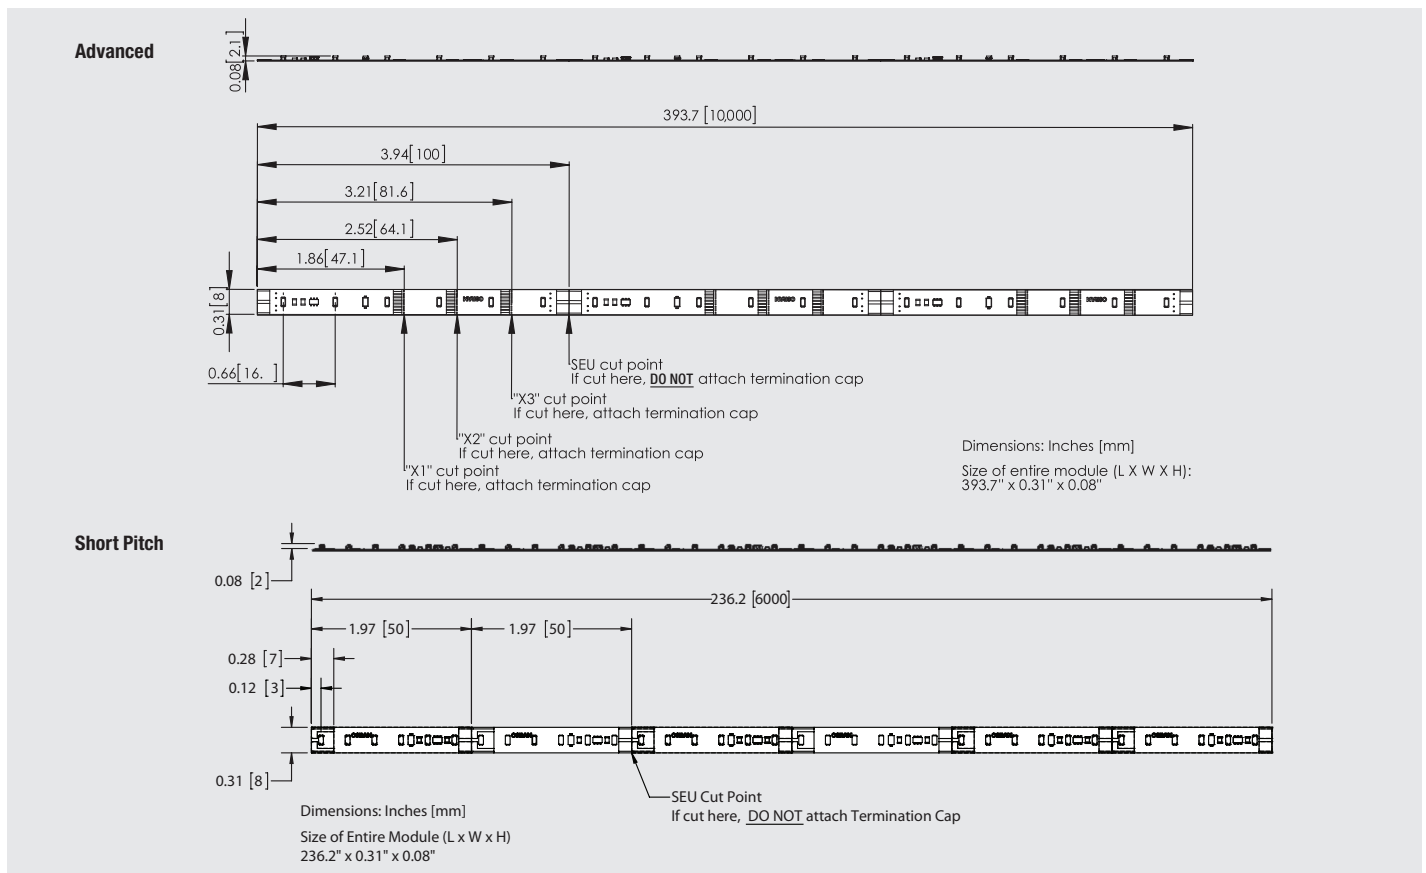 Advanced
0.08[2.1]
393.7 [10,000]
3.94[100]
3.21[81.6]
2.52[64.1]
1.86[47.1]
0.31[8]
0.66[16.
SEU cut point
If cut here, DO NOT attach termination cap
"X3" cut point
If cut here, attach termination cap
"X2" cut point
If cut here, attach termination cap
"X1" cut point
If cut here, attach termination cap
Dimensions: Inches [mm]
Size of entire module (L X W X H):
393.7" x 0.31" x 0.08"
Short Pitch
0.08 [2]
236.2 [6000]
1.97 [50]
1.97 [50]
0.28 [7]
0.12 [3]
0.31 [8]
SEU Cut Point
If cut here, DO NOT attach Termination Cap
Dimensions: Inches [mm]
Size of Entire Module (L x W x H)
236.2" x 0.31" x 0.08"